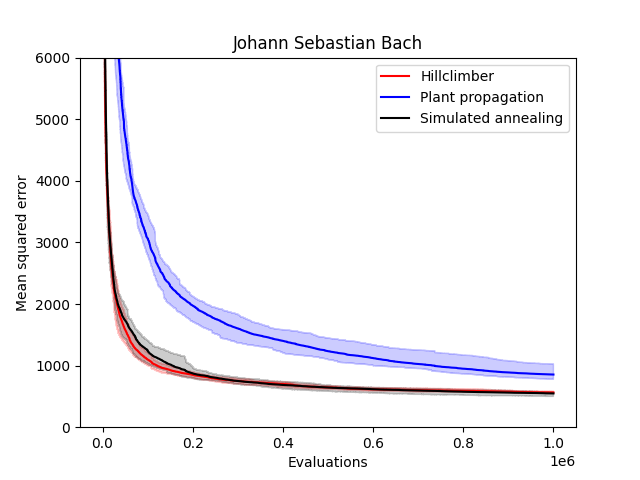 Johann Sebastian Bach
Hillclimber
Plant propagation
Simulated annealing
Mean squared error
6000
5000
4000
3000
2000
1000
0
0.0 0.2 0.4 0.6 0.8 1.0
Evaluations
1e6